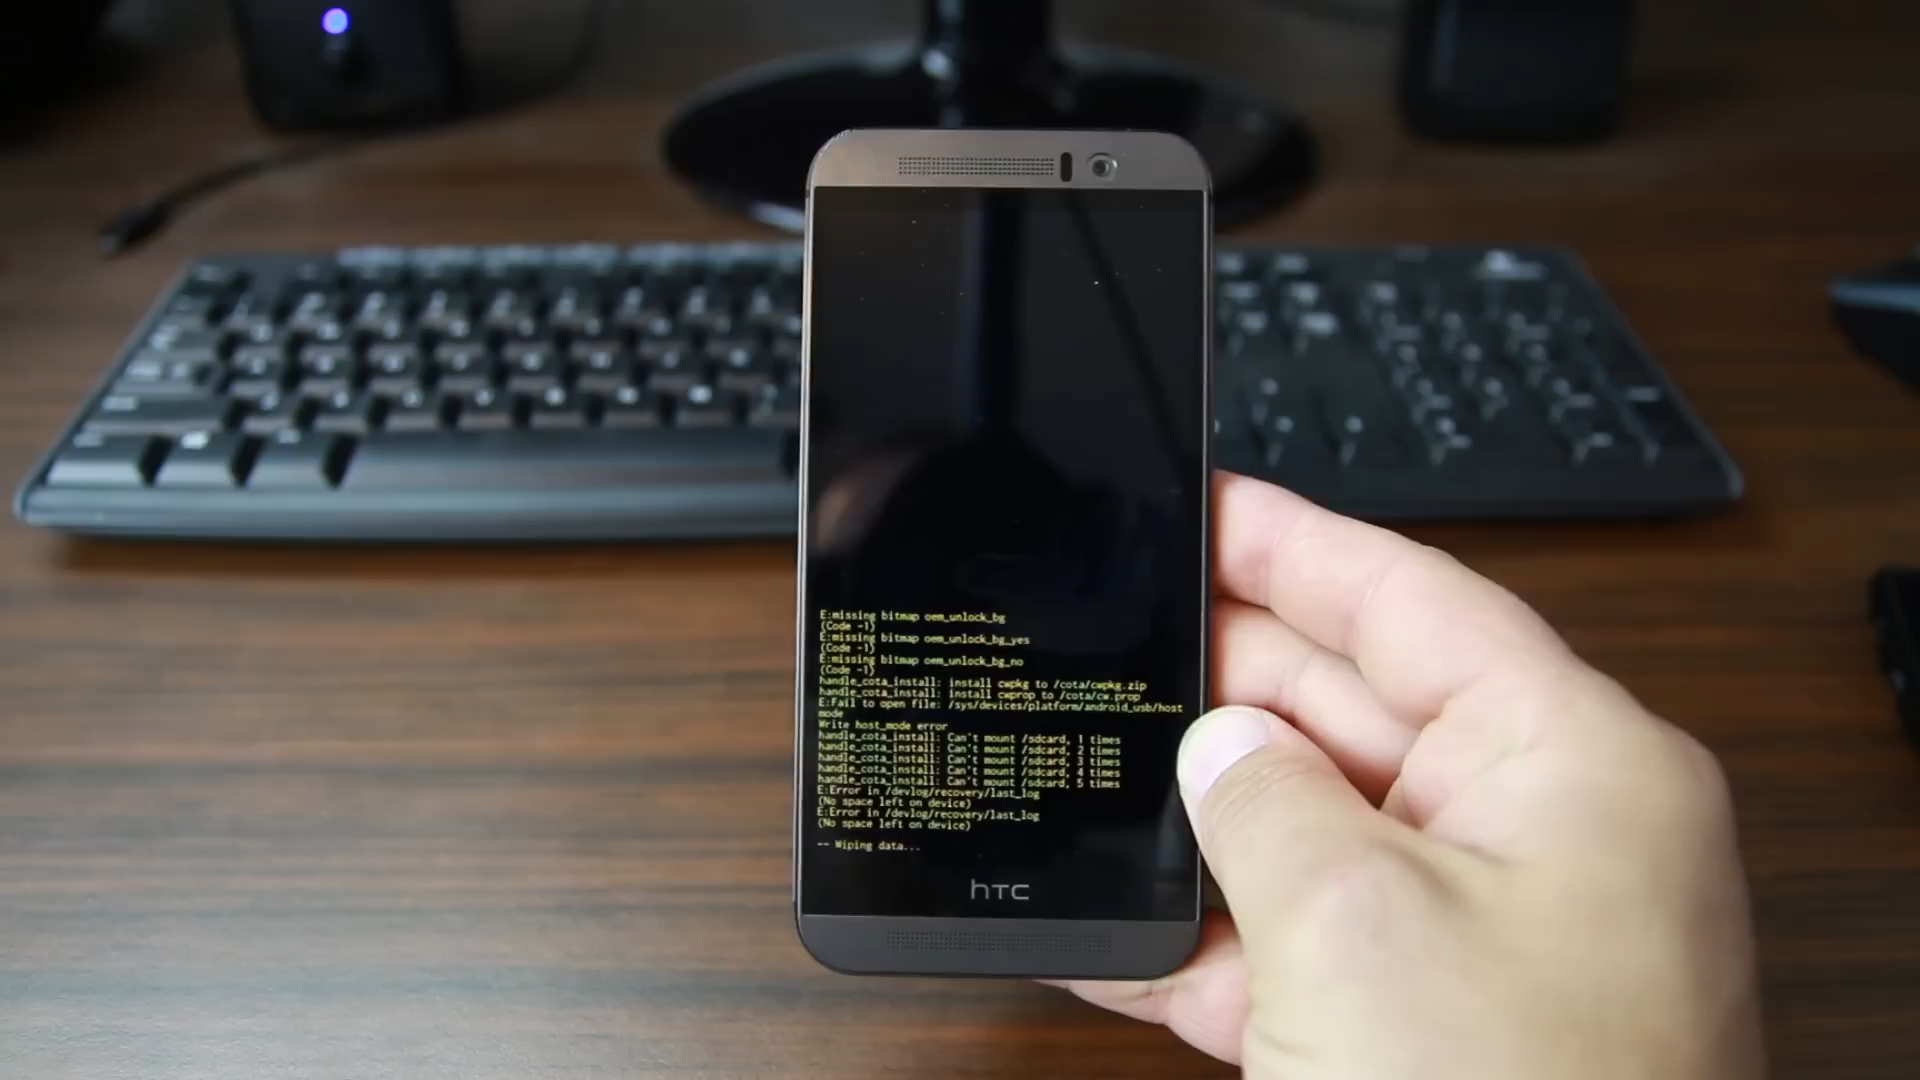 E:missing bitmap oem_unlock_bg
(Code -1)
E:missing bitmap oem_unlock_bg_yes
(Code -1)
E:missing bitmap oem_unlock_bg_no
(Code -1)
handle_cota_install: install cwpkg to /cota/cwpkg.zip
handle_cota_install: install cwprop to /cota/cw.prop
E:Fail to open file: /sys/devices/platform/android_usb/host
mode
Write host_mode error
handle_cota_install: Can't mount /sdcard, 1 times
handle_cota_install: Can't mount /sdcard, 2 times
handle_cota_install: Can't mount /sdcard, 3 times
handle_cota_install: Can't mount /sdcard, 4 times
handle_cota_install: Can't mount /sdcard, 5 times
E:Error in /devlog/recovery/last_log
(No space left on device)
E:Error in /devlog/recovery/last_log
(No space left on device)
-- Wiping data...
hTC